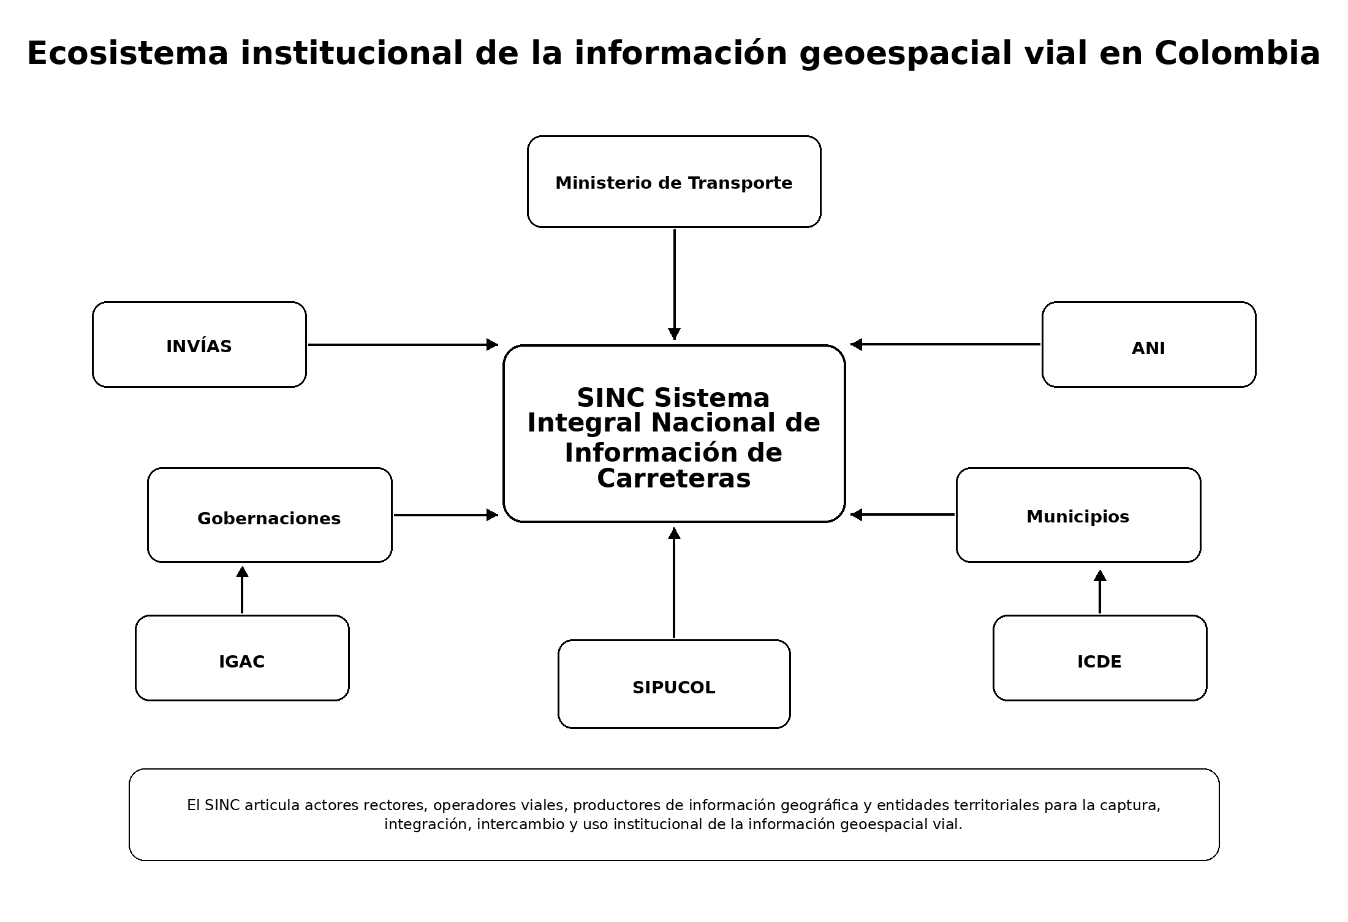 Ecosistema institucional de la información geoespacial vial en Colombia
Ministerio de Transporte
INVÍAS
ANI
SINC Sistema
Integral Nacional de
Información de
Carreteras
Gobernaciones
Municipios
IGAC
SIPUCOL
ICDE
El SINC articula actores rectores, operadores viales, productores de información geográfica y entidades territoriales para la captura,
integración, intercambio y uso institucional de la información geoespacial vial.